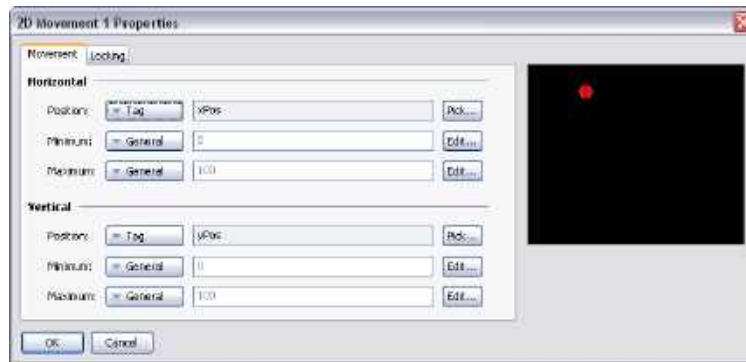 2D Movement 1 Properties
Movement Locking
Horizontal
Position: Tag xPos Pick...
Minimum: General 0 Edit...
Maximum: General 100 Edit...
Vertical
Position: Tag yPos Pick...
Minimum: General 0 Edit...
Maximum: General 100 Edit...
OK Cancel